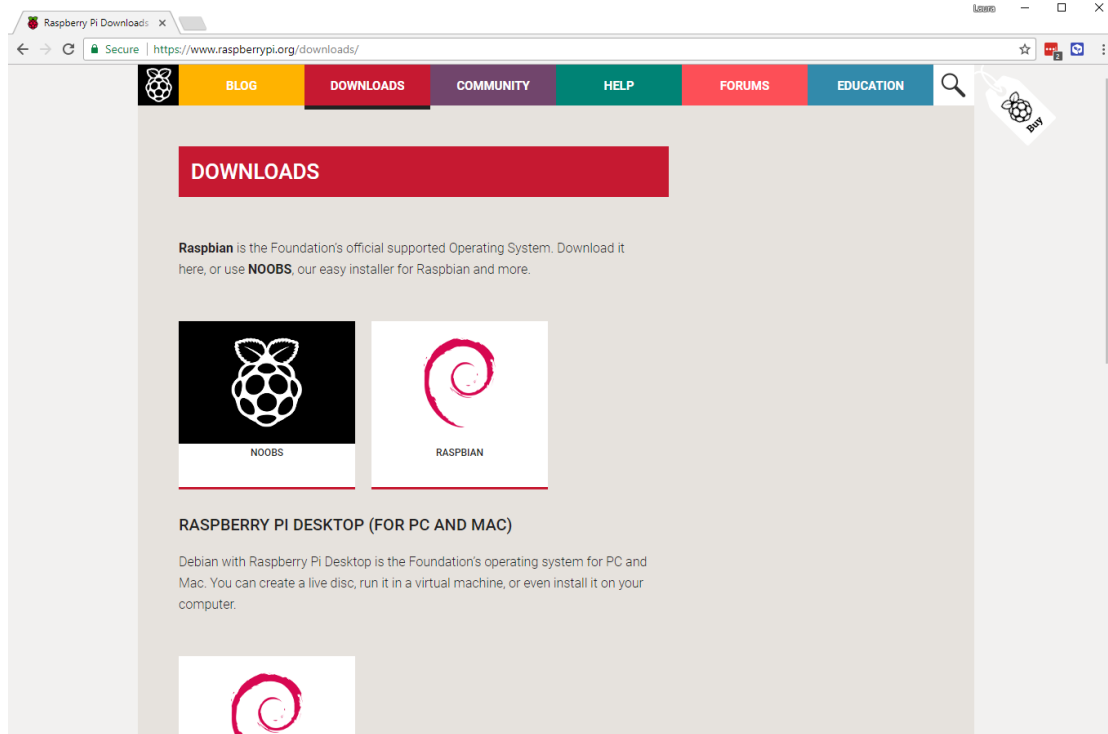 Laura
Raspberry Pi Downloads
Secure | https://www.raspberrypi.org/downloads/
2
BLOG DOWNLOADS COMMUNITY HELP FORUMS EDUCATION
Buy
DOWNLOADS
Raspbian is the Foundation's official supported Operating System. Download it
here, or use NOOBS, our easy installer for Raspbian and more.
NOOBS RASPBIAN
RASPBERRY PI DESKTOP (FOR PC AND MAC)
Debian with Raspberry Pi Desktop is the Foundation's operating system for PC and
Mac. You can create a live disc, run it in a virtual machine, or even install it on your
computer.